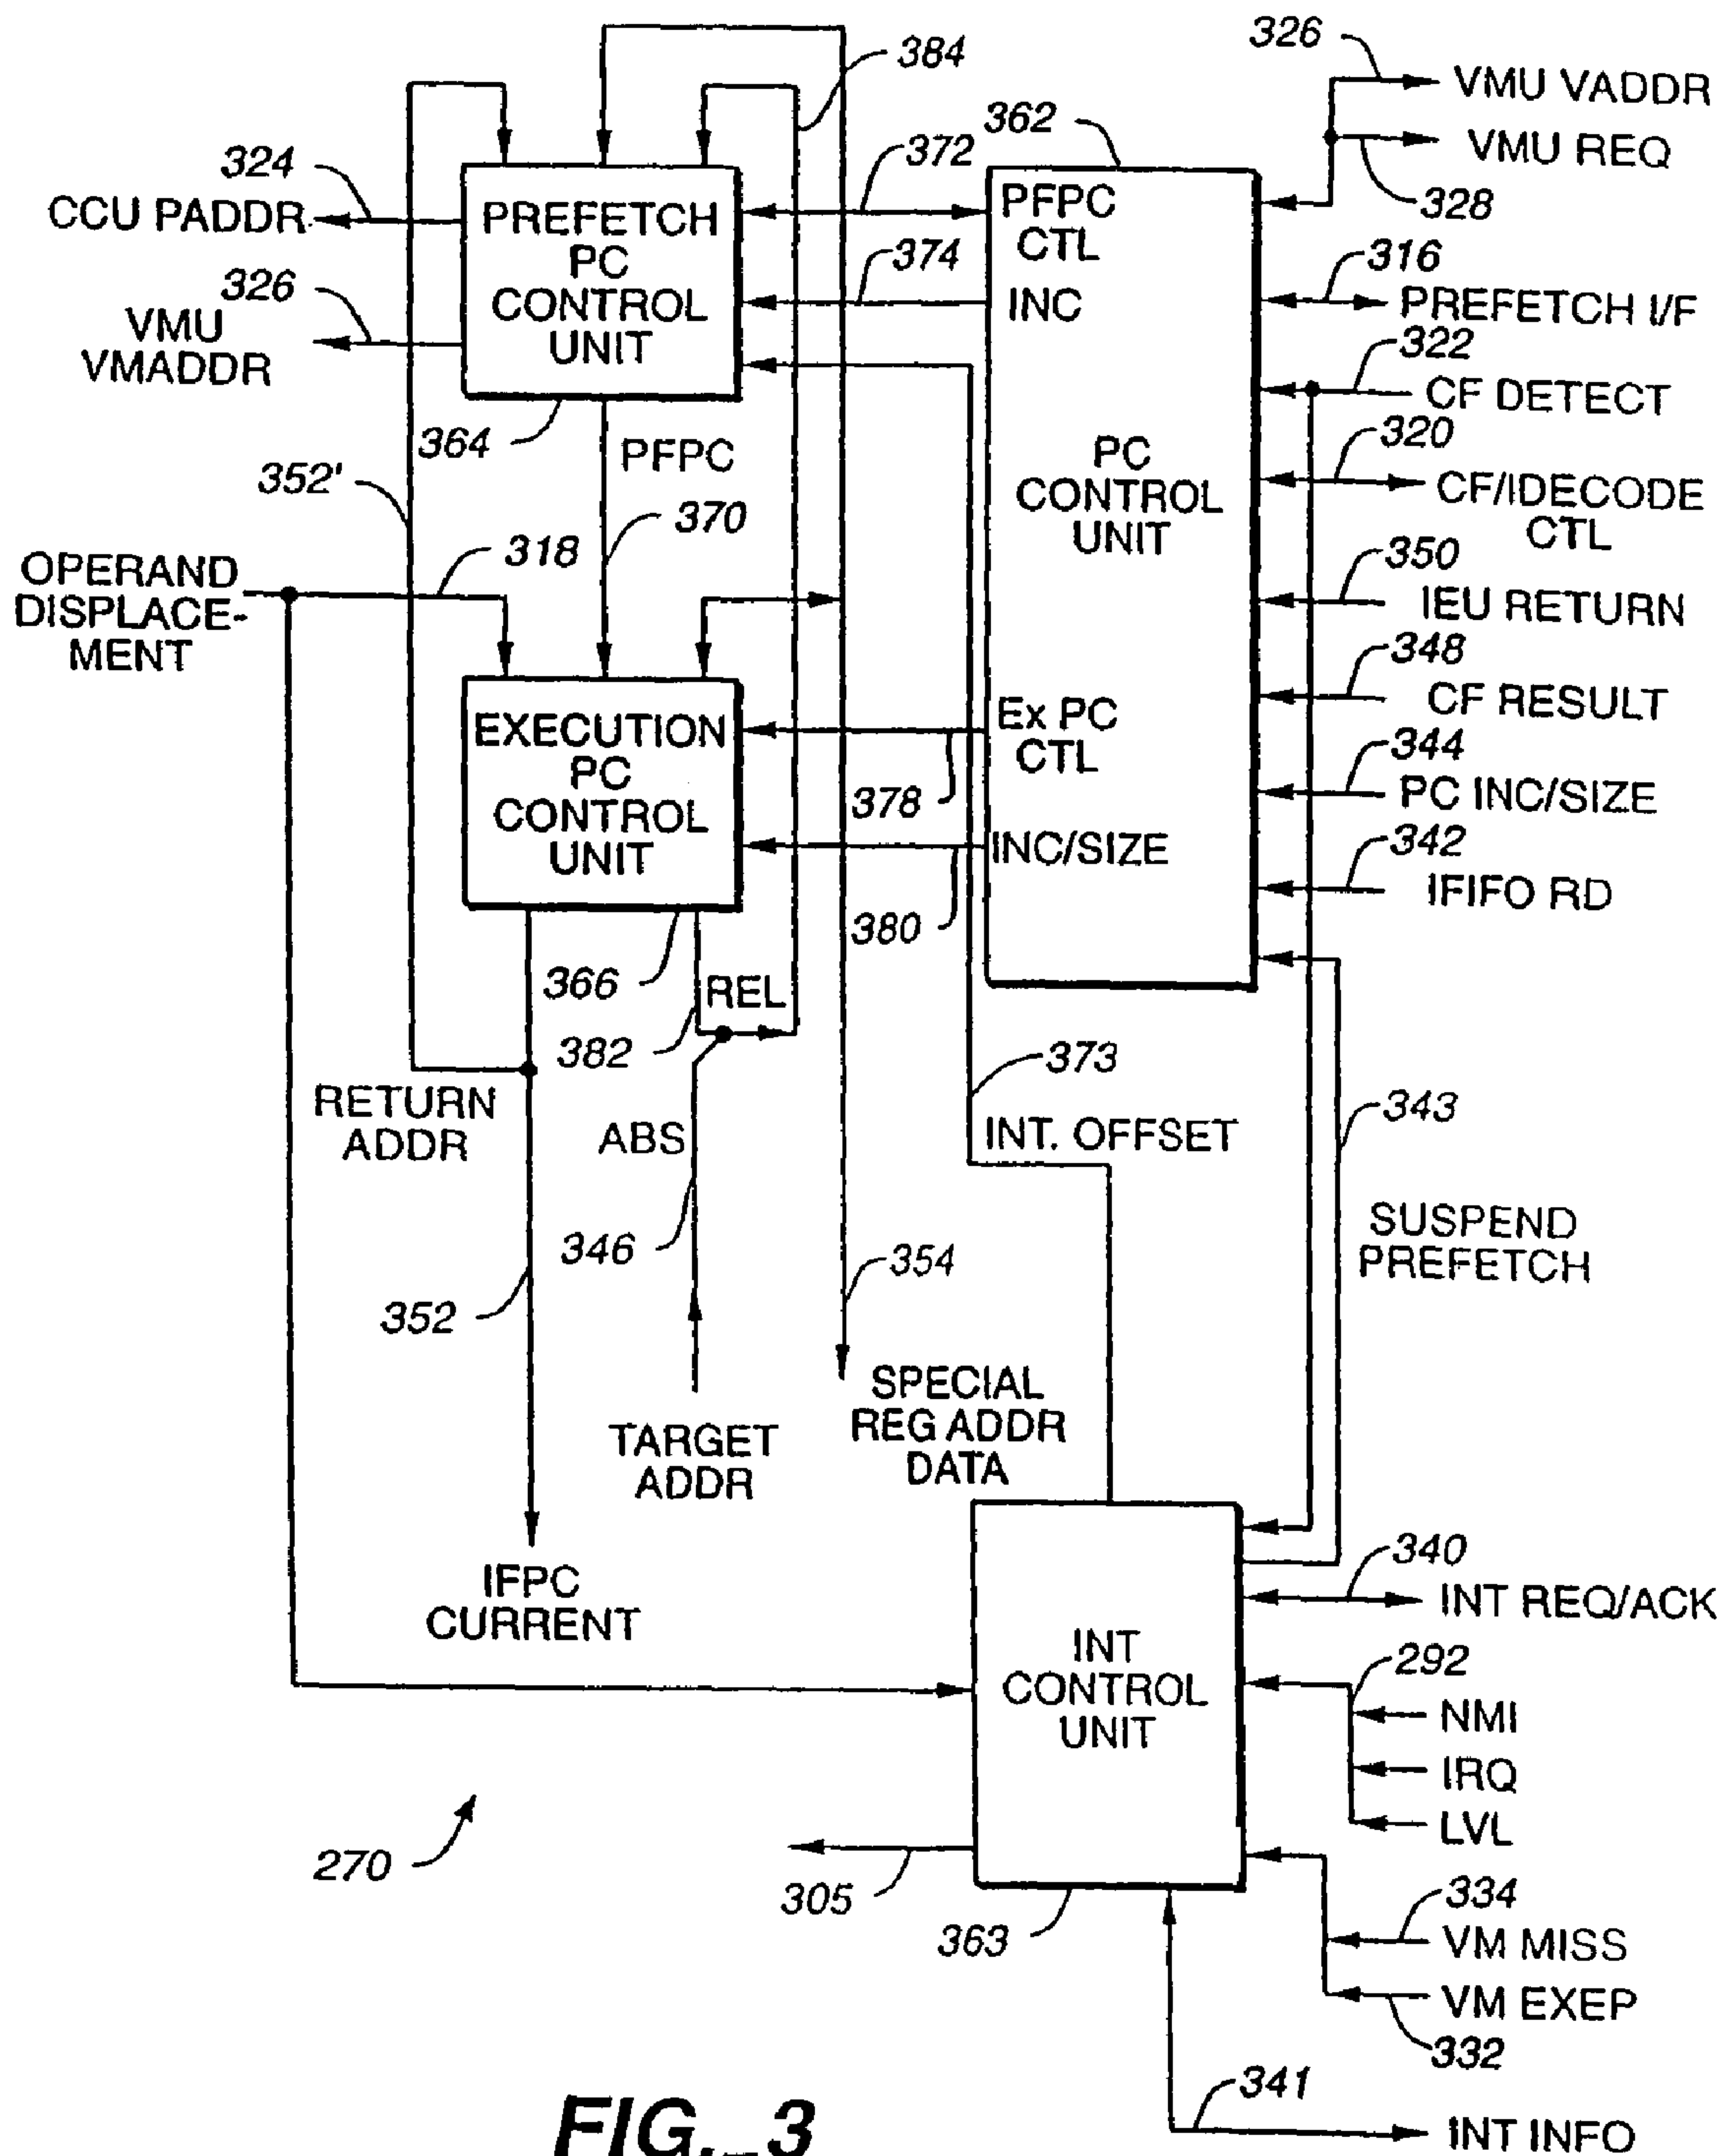 326
VMU VADDR
VMU REQ
328
384
362
372
374
324
CCU PADDR
326
VMU
VMADDR
PREFETCH
PC
CONTROL
UNIT
364
PFPC
CTL
INC
316
PREFETCH I/F
322
CF DETECT
320
CF/IDECODE
CTL
350
IEU RETURN
348
CF RESULT
344
PC INC/SIZE
342
IFIFO RD
PC
CONTROL
UNIT
PFPC
352'
370
318
OPERAND
DISPLACE-
MENT
EXECUTION
PC
CONTROL
UNIT
Ex PC
CTL
378
INC/SIZE
380
366
REL
382
373
RETURN
ADDR
ABS
INT. OFFSET
343
346
354
SUSPEND
PREFETCH
352
SPECIAL
REG ADDR
DATA
TARGET
ADDR
IFPC
CURRENT
340
INT REQ/ACK
INT
CONTROL
UNIT
292
NMI
IRQ
LVL
270
305
363
334
VM MISS
VM EXEP
332
341
INT INFO
FIG._3